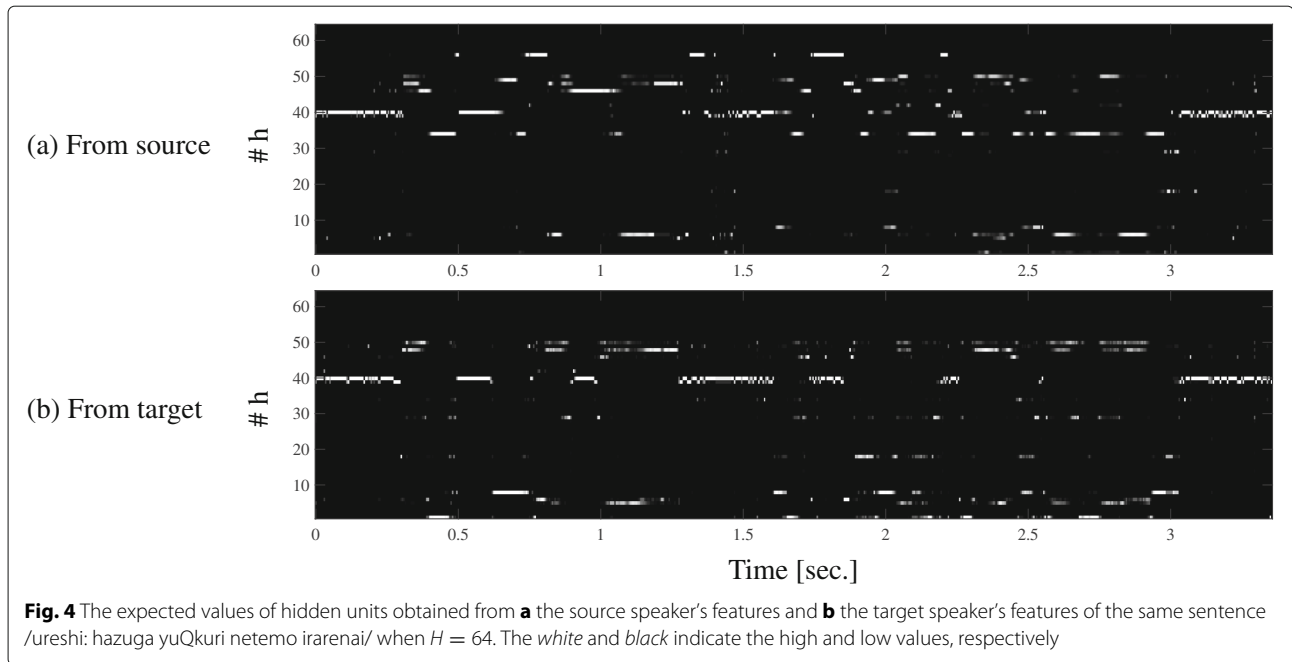 60
50
40
(a) From source
# h
30
20
10
0 0.5 1 1.5 2 2.5 3
60
50
40
(b) From target
# h
30
20
10
0 0.5 1 1.5 2 2.5 3
Time [sec.]
Fig. 4 The expected values of hidden units obtained from a the source speaker's features and b the target speaker's features of the same sentence
/ureshi: hazuga yuQkuri netemo irarenai/ when H = 64. The white and black indicate the high and low values, respectively